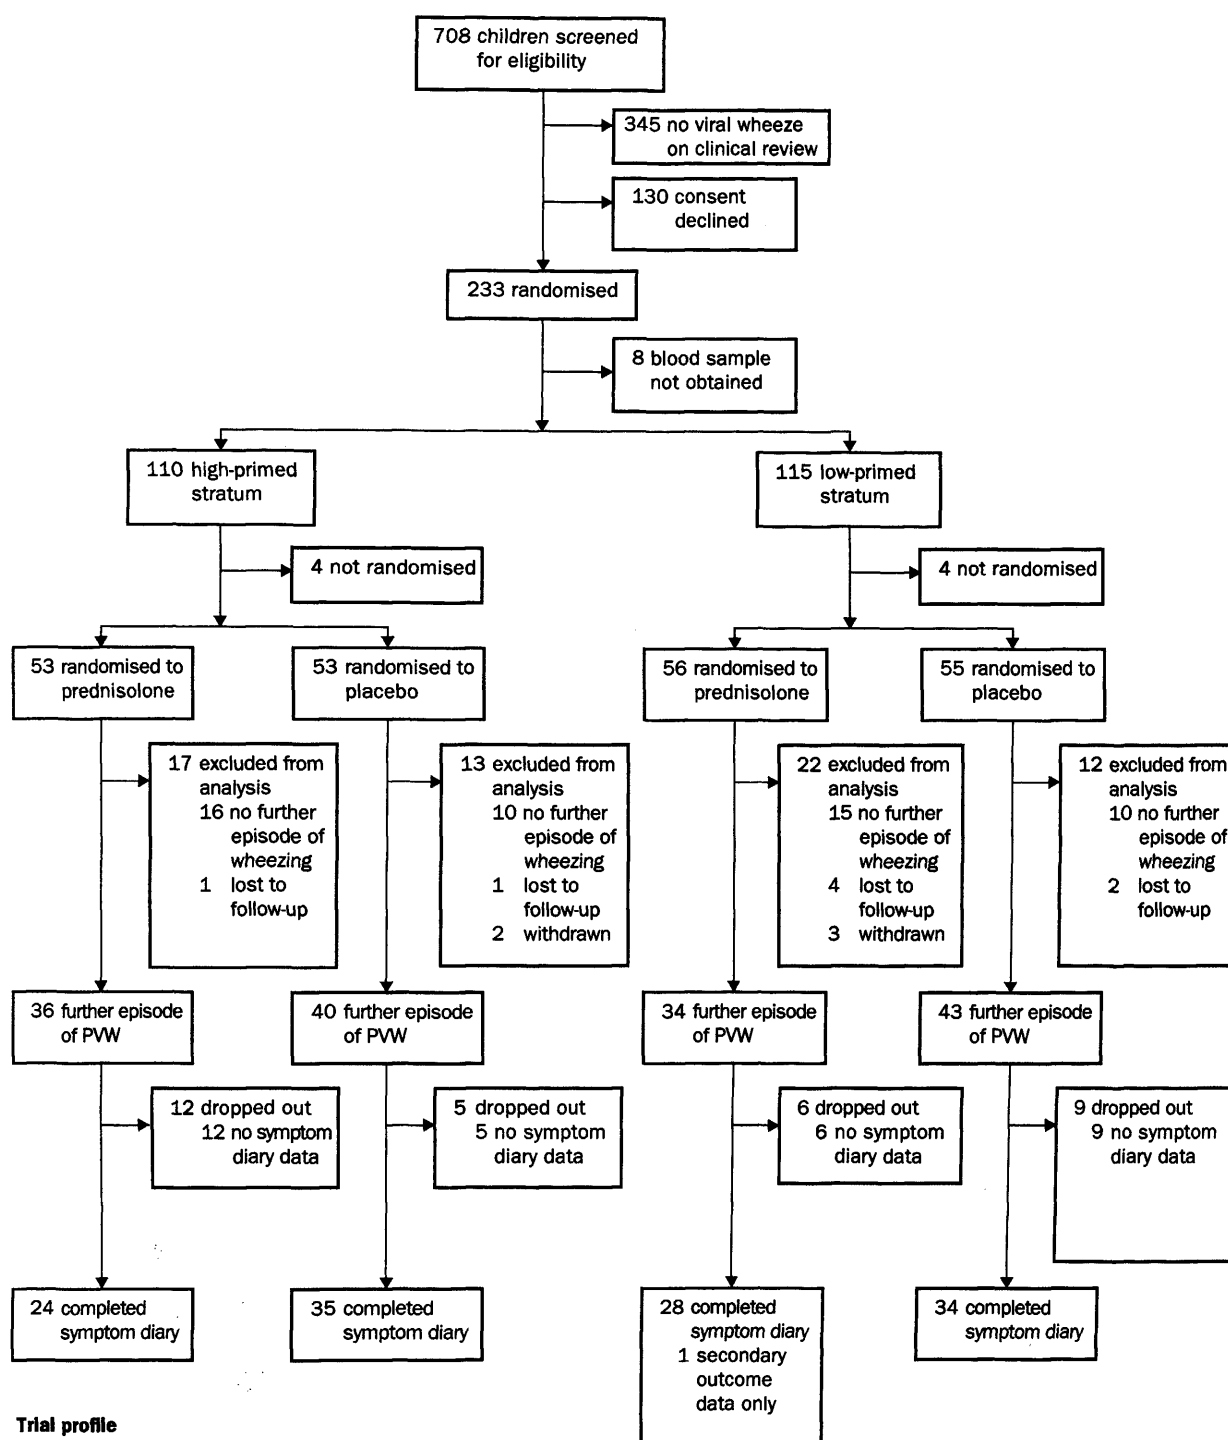 708 children screened
for eligibility
345 no viral wheeze
on clinical review
130 consent
declined
233 randomised
8 blood sample
not obtained
110 high-primed
stratum
115 low-primed
stratum
4 not randomised
4 not randomised
53 randomised to
prednisolone
53 randomised to
placebo
56 randomised to
prednisolone
55 randomised to
placebo
17 excluded from
analysis
16 no further
episode of
wheezing
1 lost to
follow-up
13 excluded from
analysis
10 no further
episode of
wheezing
1 lost to
follow-up
2 withdrawn
22 excluded from
analysis
15 no further
episode of
wheezing
4 lost to
follow-up
3 withdrawn
12 excluded from
analysis
10 no further
episode of
wheezing
2 lost to
follow-up
36 further episode
of PVW
40 further episode
of PVW
34 further episode
of PVW
43 further episode
of PVW
12 dropped out
12 no symptom
diary data
5 dropped out
5 no symptom
diary data
6 dropped out
6 no symptom
diary data
9 dropped out
9 no symptom
diary data
24 completed
symptom diary
35 completed
symptom diary
28 completed
symptom diary
1 secondary
outcome
data only
34 completed
symptom diary
Trial profile